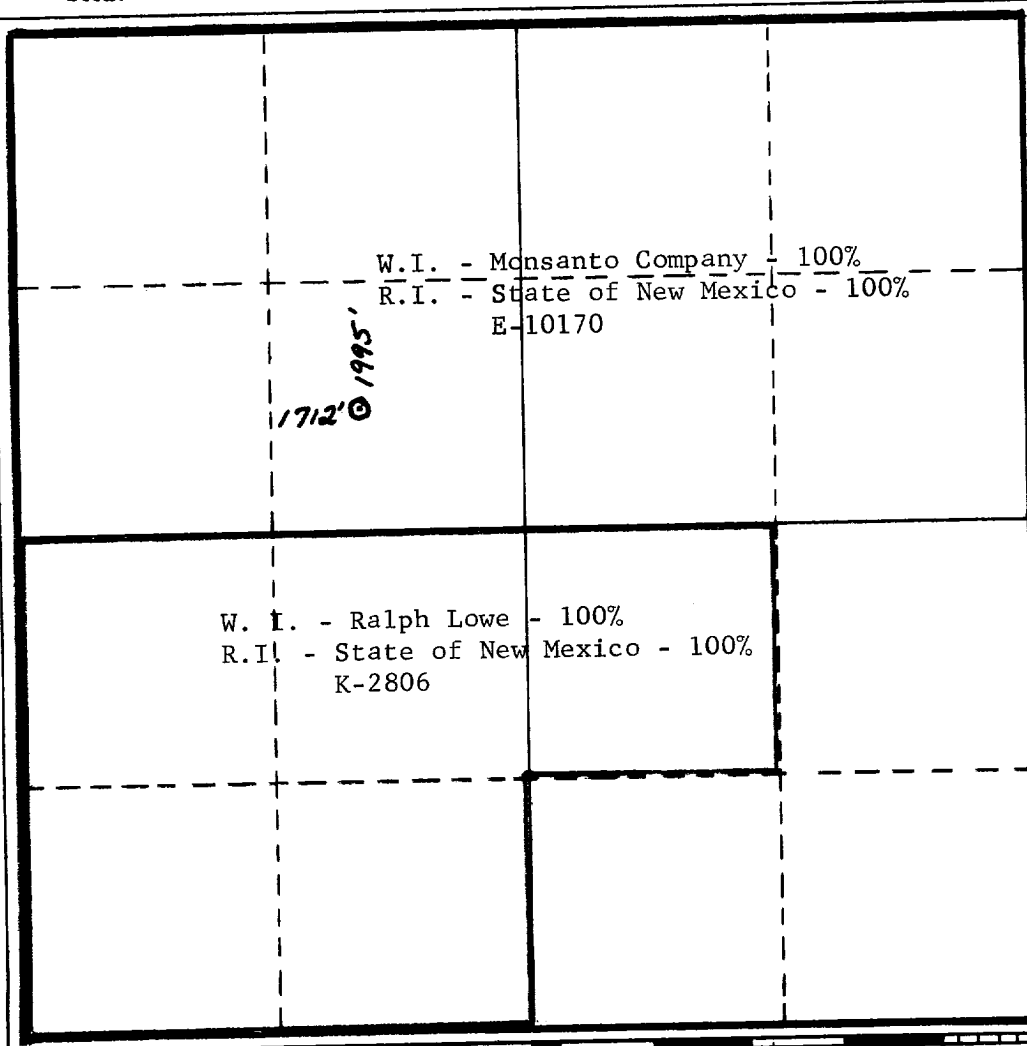 W.I. - Monsanto Company - 100%
R.I. - State of New Mexico - 100%
E-10170
1995'
1712'
W. I. - Ralph Lowe - 100%
R.I. - State of New Mexico - 100%
K-2806